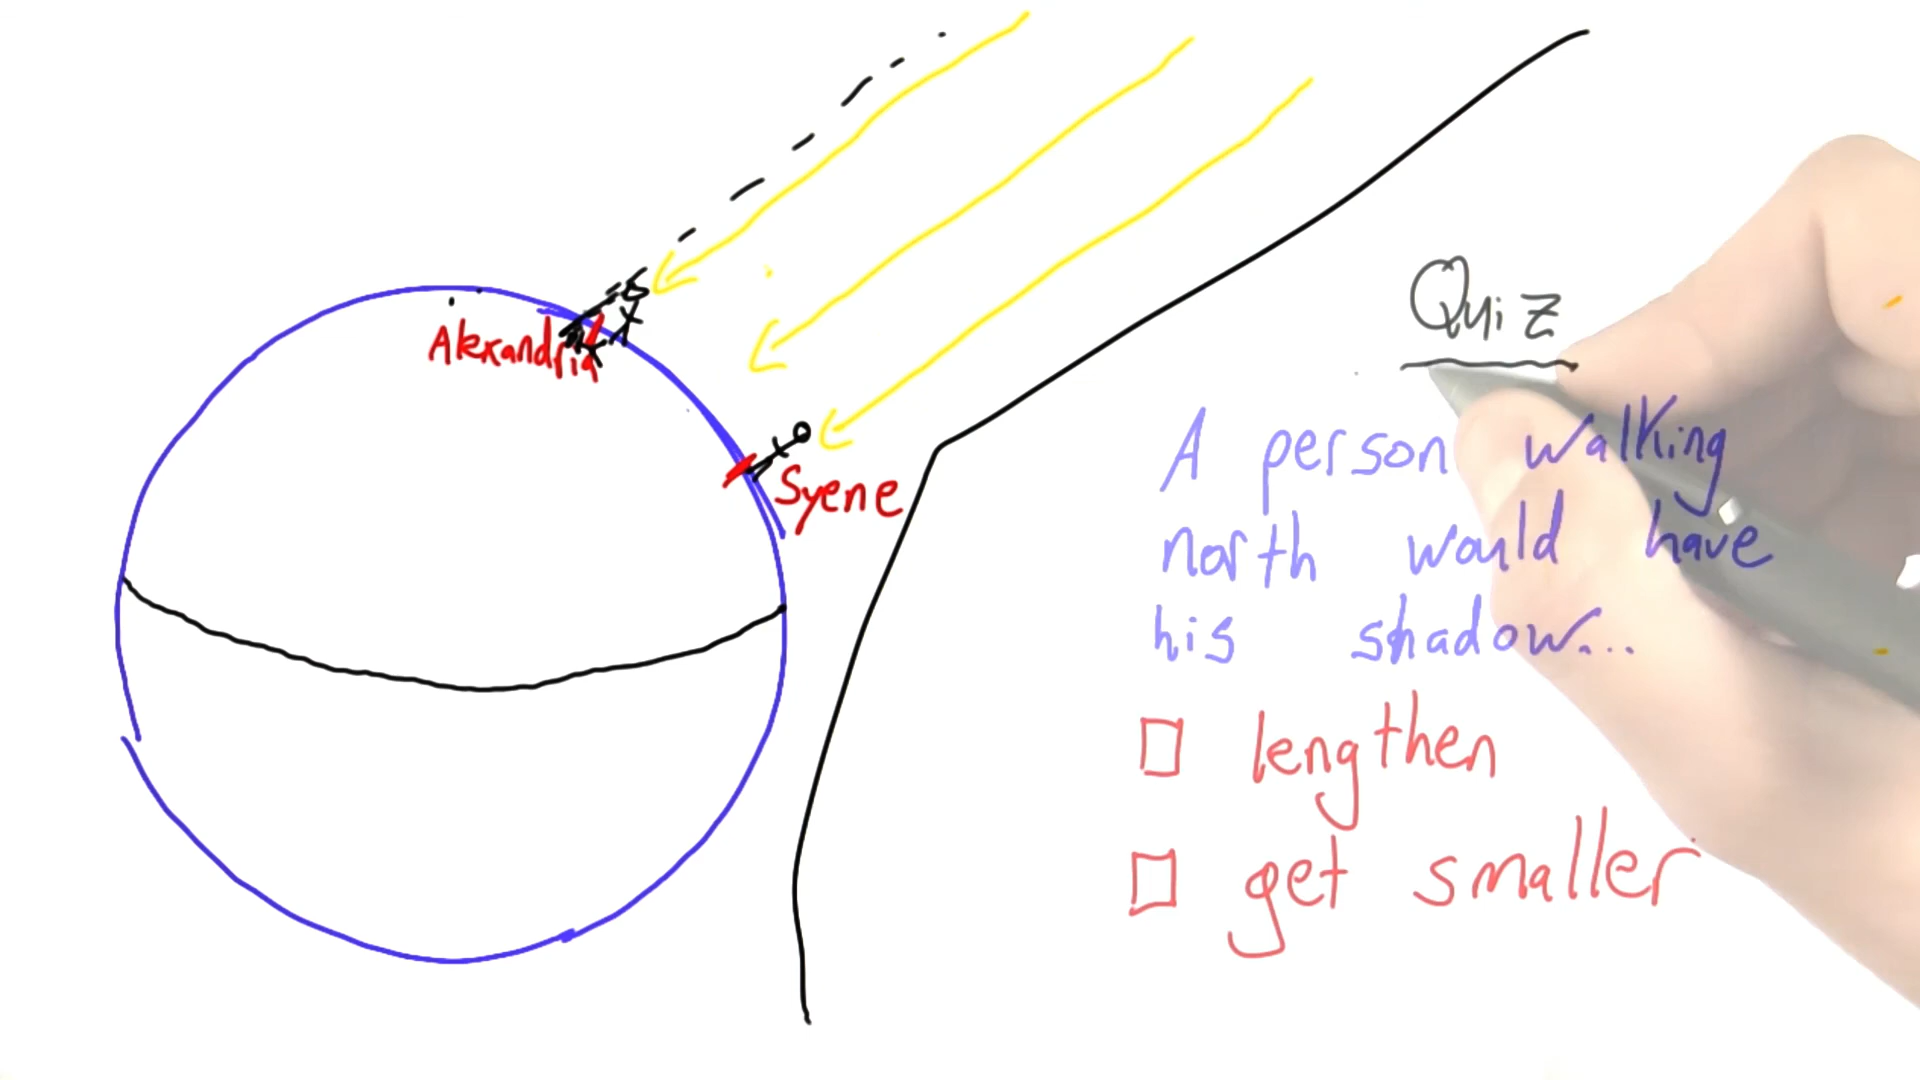 Alexandria
Syene
Quiz
A person walking
north would have
his shadow...
lengthen
get smaller